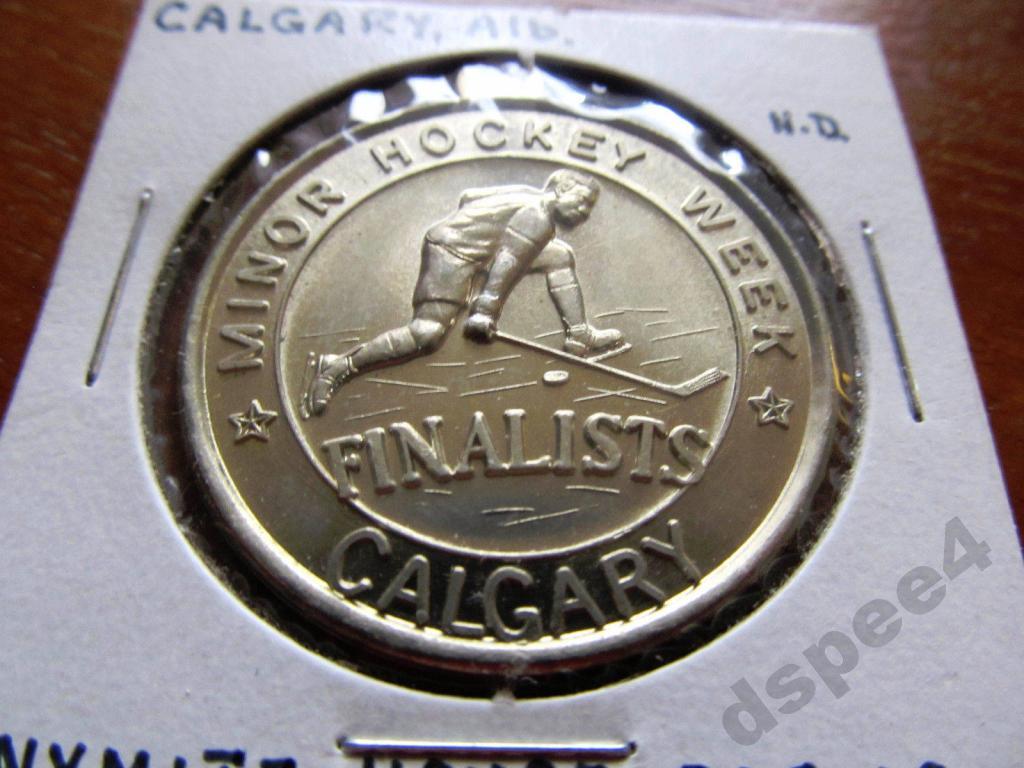 CALGARY, Alb.
N.D.
MINOR HOCKEY WEEK
FINALISTS
CALGARY
dspee4